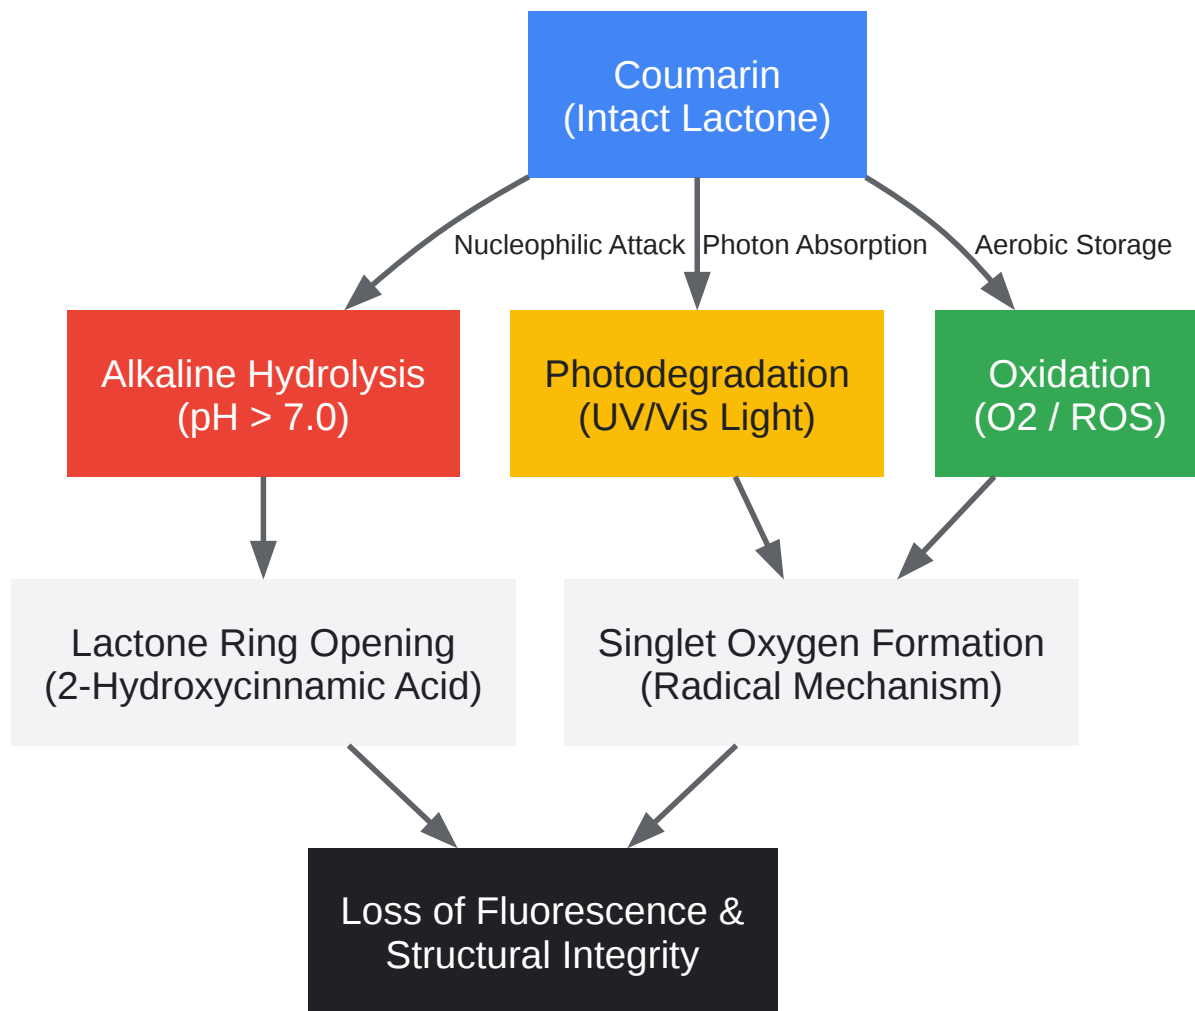 Coumarin
(Intact Lactone)
Nucleophilic Attack
Photon Absorption
Aerobic Storage
Alkaline Hydrolysis
(pH > 7.0)
Photodegradation
(UV/Vis Light)
Oxidation
(O2 / ROS)
Lactone Ring Opening
(2-Hydroxycinnamic Acid)
Singlet Oxygen Formation
(Radical Mechanism)
Loss of Fluorescence &
Structural Integrity